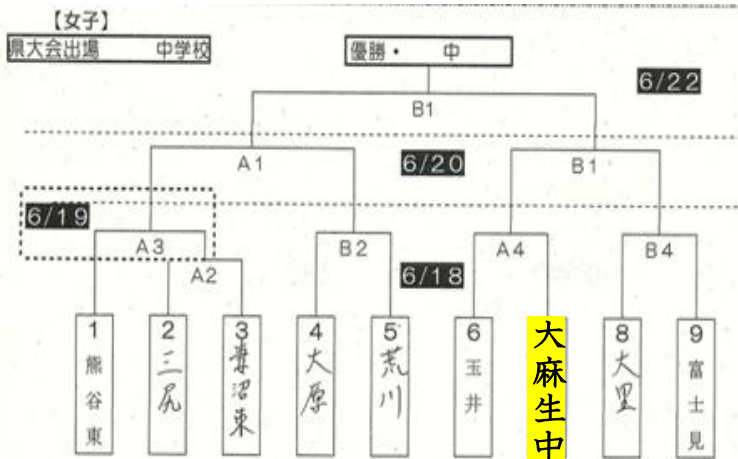 【女子】
県大会出場 中学校
優勝・ 中
6/22
B1
A1
6/20
B1
6/19
A3
B2
A4
B4
A2
6/18
1 熊谷東
2 三尻
3 妻沼東
4 大原
5 荒川
6 玉井
大麻生中
8 大里
9 富士見